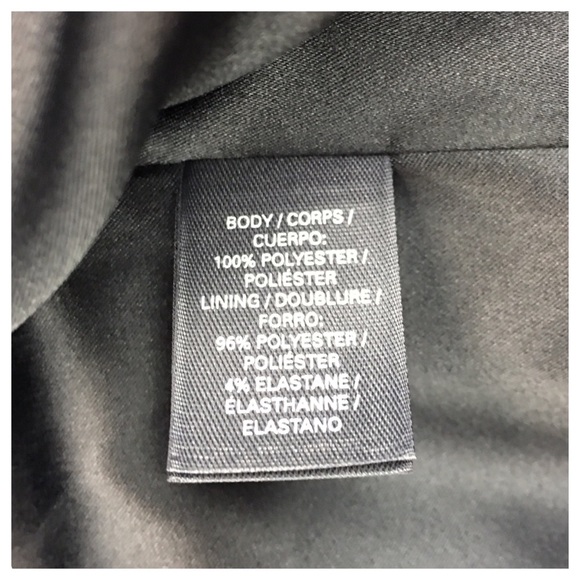 BODY / CORPS /
CUERPO:
100% POLYESTER /
POLIÉSTER
LINING / DOUBLURE /
FORRO:
96% POLYESTER /
POLIÉSTER
4% ELASTANE /
ÉLASTHANNE /
ELASTANO